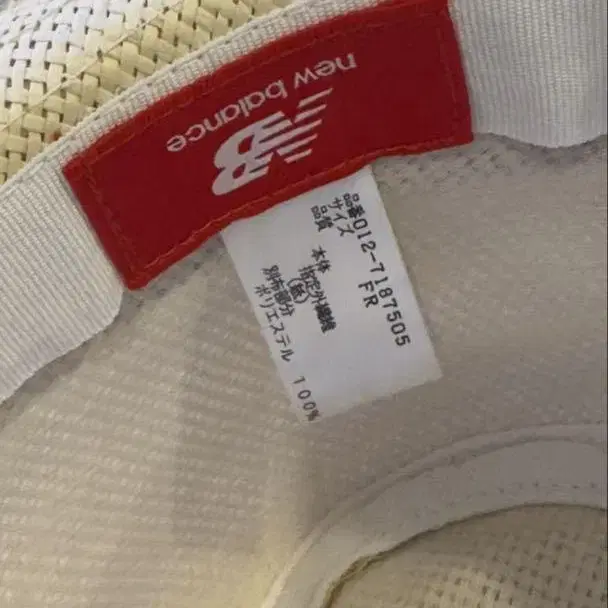 new balance
NB
品番012-7187505
サイズ FR
品質
本体
指定外繊維
(紙)
別布部分
ポリエステル 100%